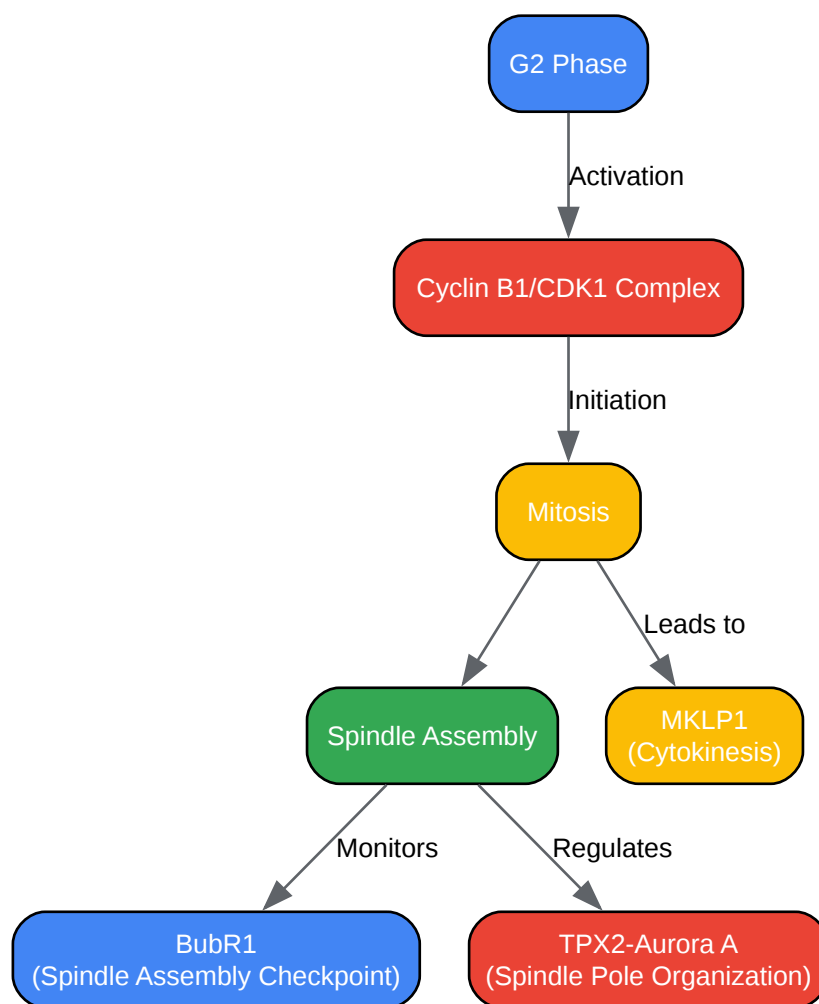 G2 Phase
Activation
Cyclin B1/CDK1 Complex
Initiation
Mitosis
Leads to
Spindle Assembly
MKLP1
(Cytokinesis)
Monitors
Regulates
BubR1
(Spindle Assembly Checkpoint)
TPX2-Aurora A
(Spindle Pole Organization)